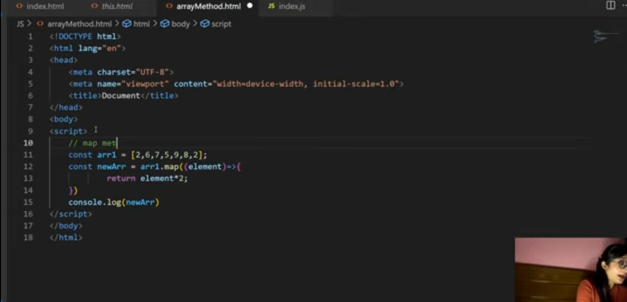 index.html this.html arrayMethod.html JS index.js
JS > arrayMethod.html > html > body > script
1 <!DOCTYPE html>
2 <html lang="en">
3 <head>
4 <meta charset="UTF-8">
5 <meta name="viewport" content="width=device-width, initial-scale=1.0">
6 <title>Document</title>
7 </head>
8 <body>
9 <script>
10 // map met
11 const arr1 = [2,6,7,5,9,8,2];
12 const newArr = arr1.map((element)=>{
13 return element*2;
14 })
15 console.log(newArr)
16 </script>
17 </body>
18 </html>